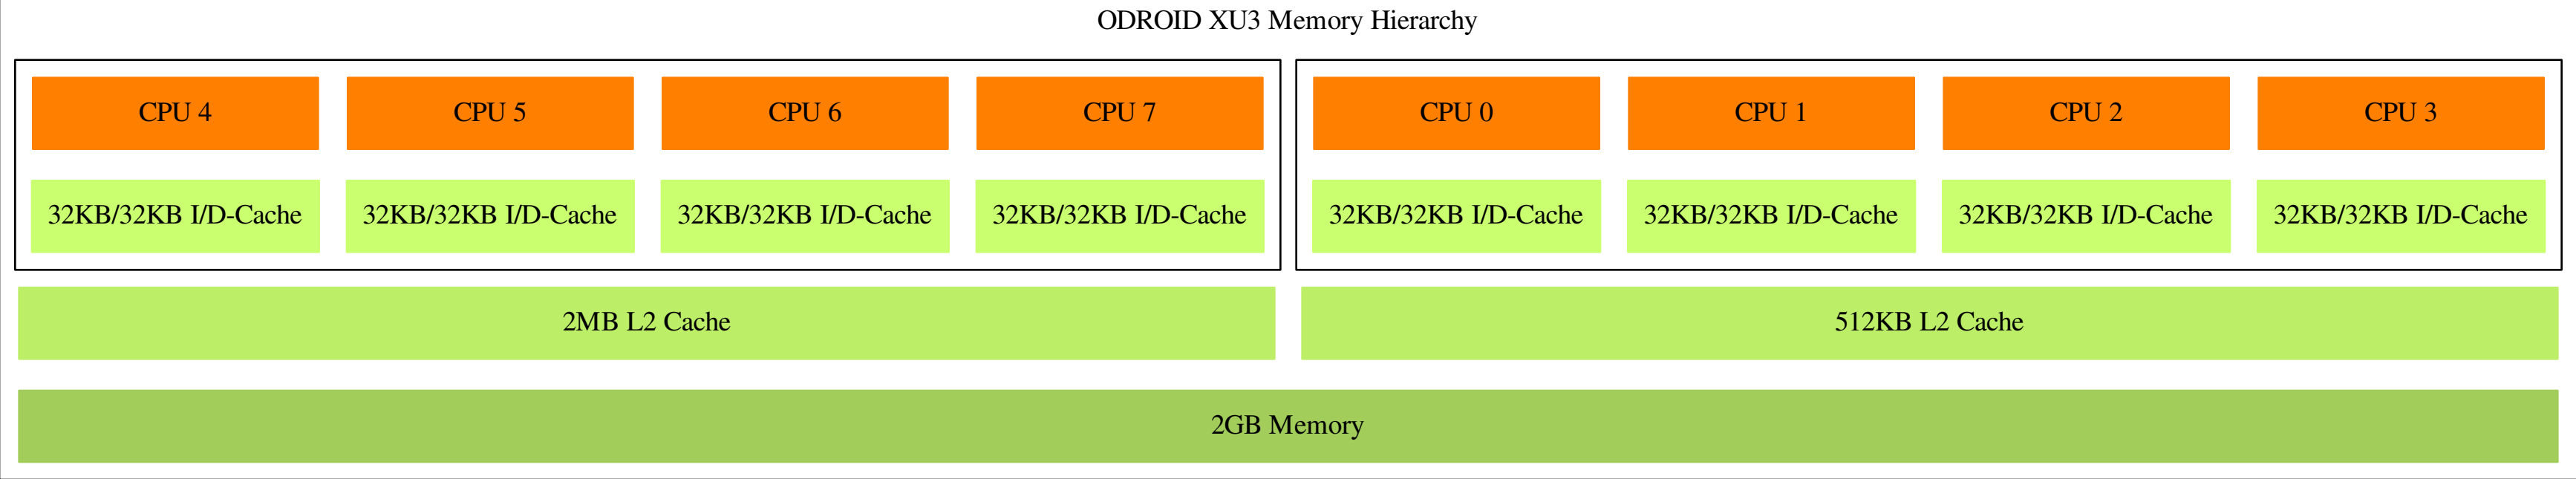 ODROID XU3 Memory Hierarchy
CPU 4 CPU 5 CPU 6 CPU 7 CPU 0 CPU 1 CPU 2 CPU 3
32KB/32KB I/D-Cache 32KB/32KB I/D-Cache 32KB/32KB I/D-Cache 32KB/32KB I/D-Cache 32KB/32KB I/D-Cache 32KB/32KB I/D-Cache 32KB/32KB I/D-Cache 32KB/32KB I/D-Cache
2MB L2 Cache 512KB L2 Cache
2GB Memory